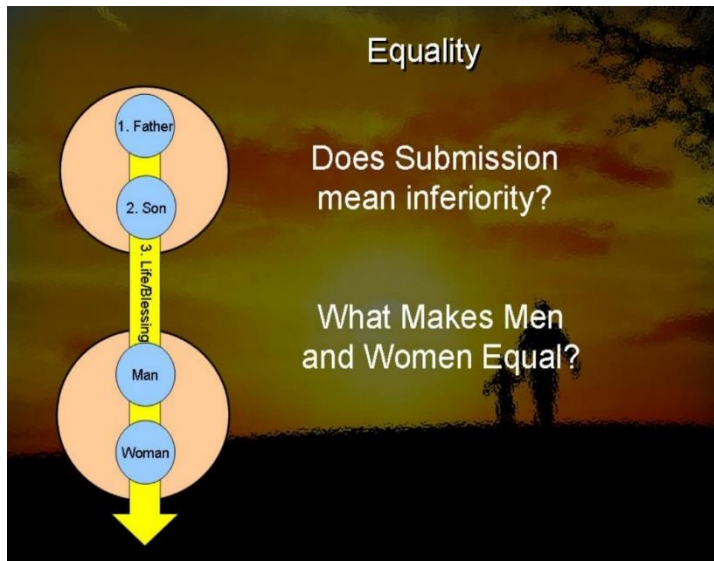 Equality
1. Father
2. Son
3. Life/Blessing
Man
Woman
Does Submission
mean inferiority?
What Makes Men
and Women Equal?